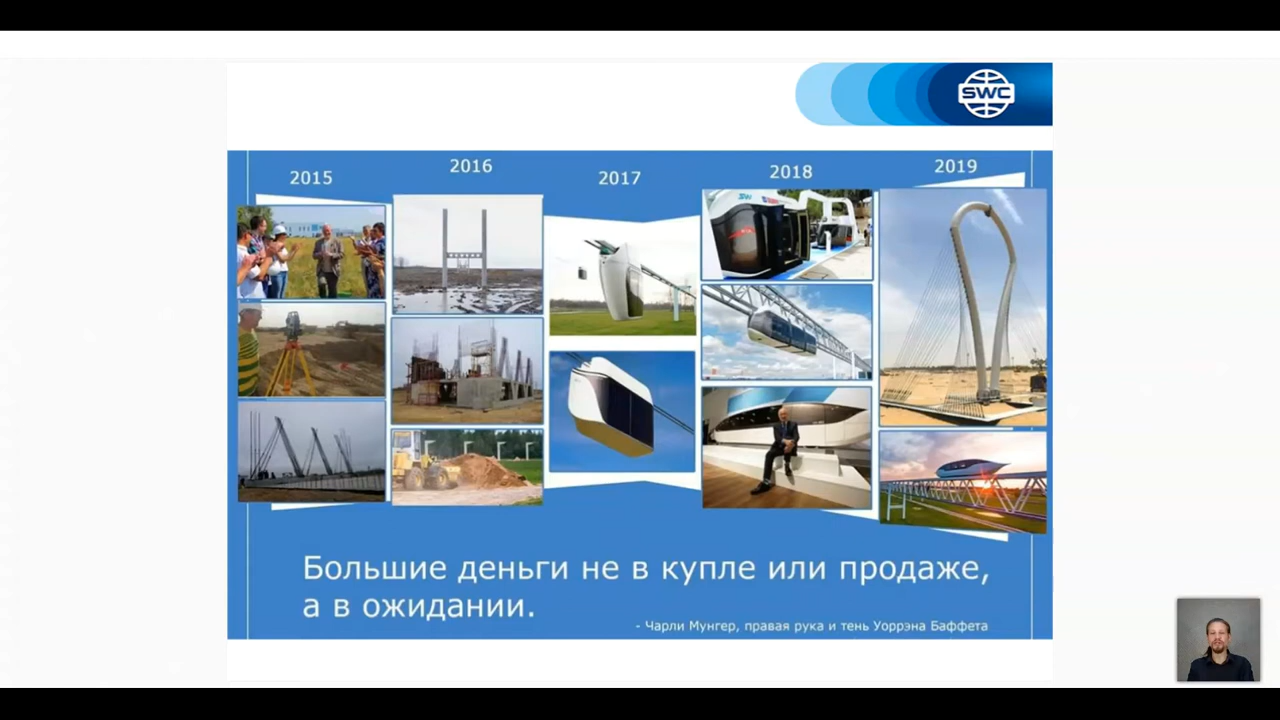 SWC
2015
2016
2017
2018
2019
Большие деньги не в купле или продаже,
а в ожидании.
- Чарли Мунгер, правая рука и тень Уоррэна Баффета